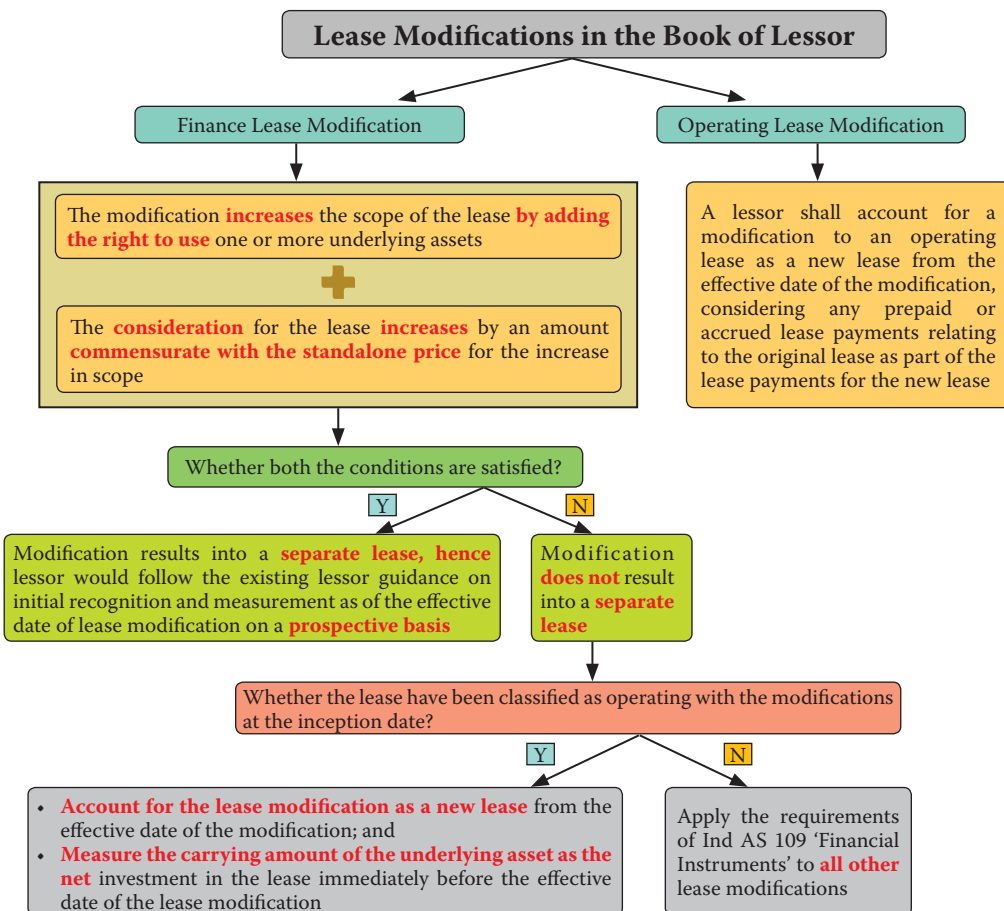 Lease Modifications in the Book of Lessor
Finance Lease Modification
Operating Lease Modification
The modification increases the scope of the lease by adding
the right to use one or more underlying assets
The consideration for the lease increases by an amount
commensurate with the standalone price for the increase
in scope
A lessor shall account for a
modification to an operating
lease as a new lease from the
effective date of the modification,
considering any prepaid or
accrued lease payments relating
to the original lease as part of the
lease payments for the new lease
Whether both the conditions are satisfied?
Y
N
Modification results into a separate lease, hence
lessor would follow the existing lessor guidance on
initial recognition and measurement as of the effective
date of lease modification on a prospective basis
Modification
does not result
into a separate
lease
Whether the lease have been classified as operating with the modifications
at the inception date?
Y
N
• Account for the lease modification as a new lease from the
effective date of the modification; and
• Measure the carrying amount of the underlying asset as the
net investment in the lease immediately before the effective
date of the lease modification
Apply the requirements
of Ind AS 109 ‘Financial
Instruments’ to all other
lease modifications